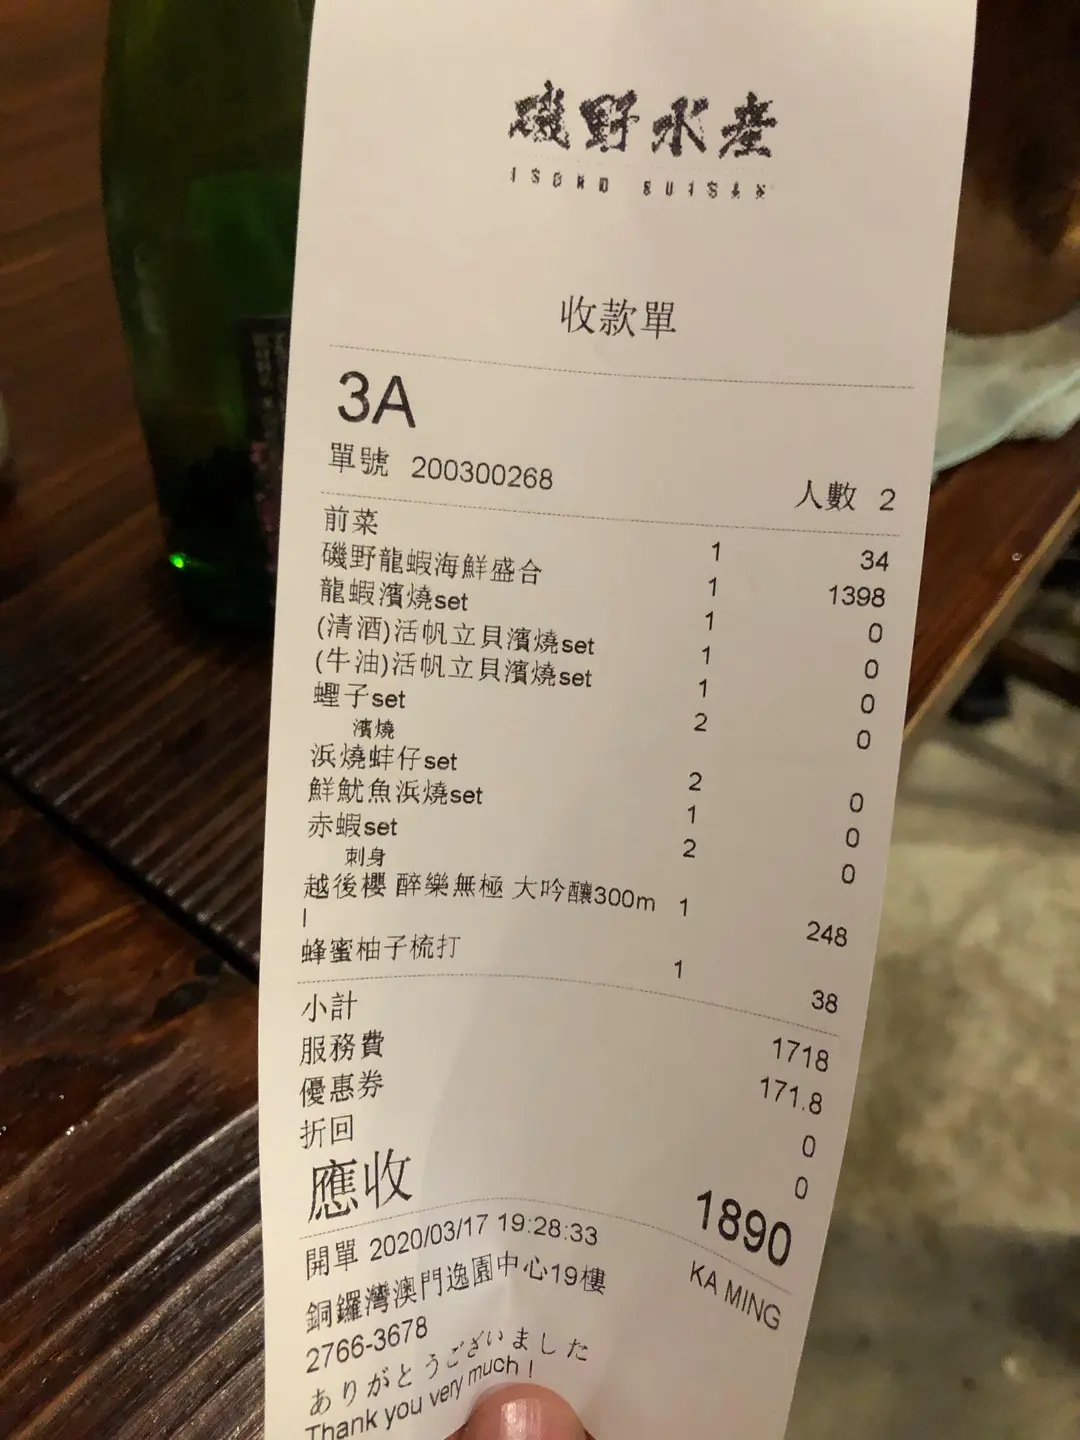 磯野水産
ISONO SUISAN
收款單
3A
單號 200300268 人數 2
前菜 1 34
磯野龍蝦海鮮盛合 1 1398
龍蝦濱燒set 1 0
(清酒)活帆立貝濱燒set 1 0
(牛油)活帆立貝濱燒set 1 0
蟶子set 2 0
濱燒
浜燒蚌仔set 2 0
鮮魷魚浜燒set 1 0
赤蝦set 2 0
刺身
越後櫻 醉樂無極 大吟釀300m 1 248
l
蜂蜜柚子梳打 1 38
小計 1718
服務費 171.8
優惠券 0
折回 0
應收 1890
開單 2020/03/17 19:28:33 KA MING
銅鑼灣澳門逸園中心19樓
2766-3678
ありがとうございました
Thank you very much！